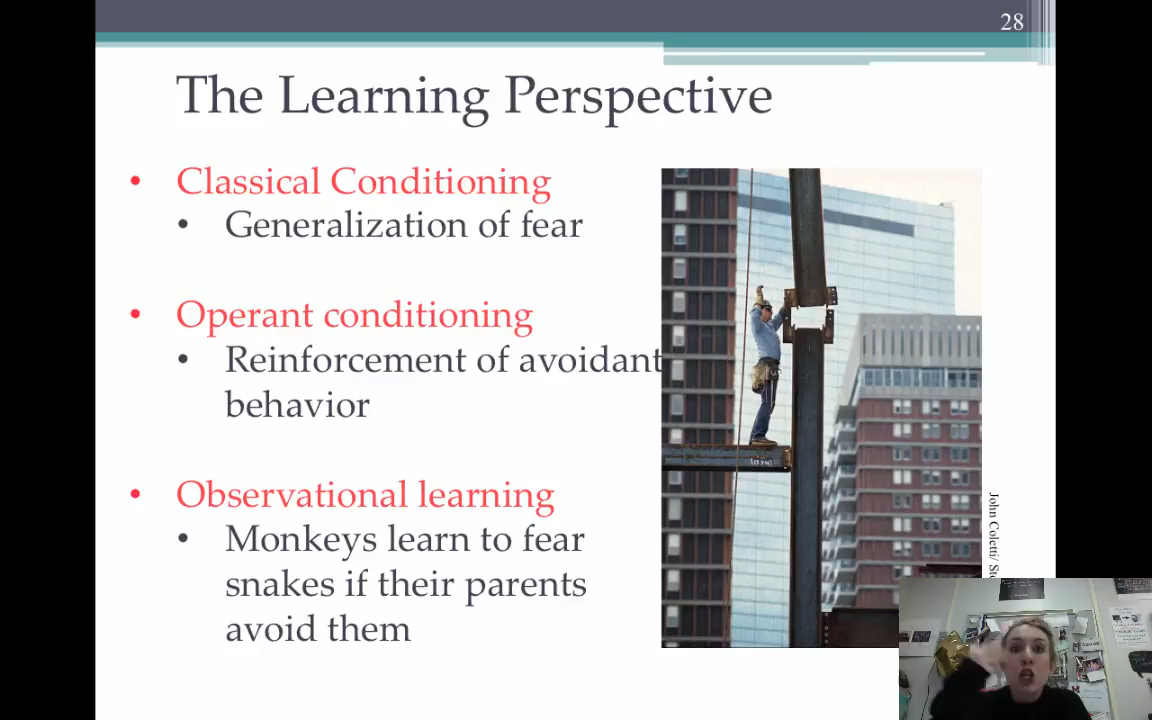 28
The Learning Perspective
• Classical Conditioning
• Generalization of fear
• Operant conditioning
• Reinforcement of avoidant
behavior
• Observational learning
• Monkeys learn to fear
snakes if their parents
avoid them
John Coletti/